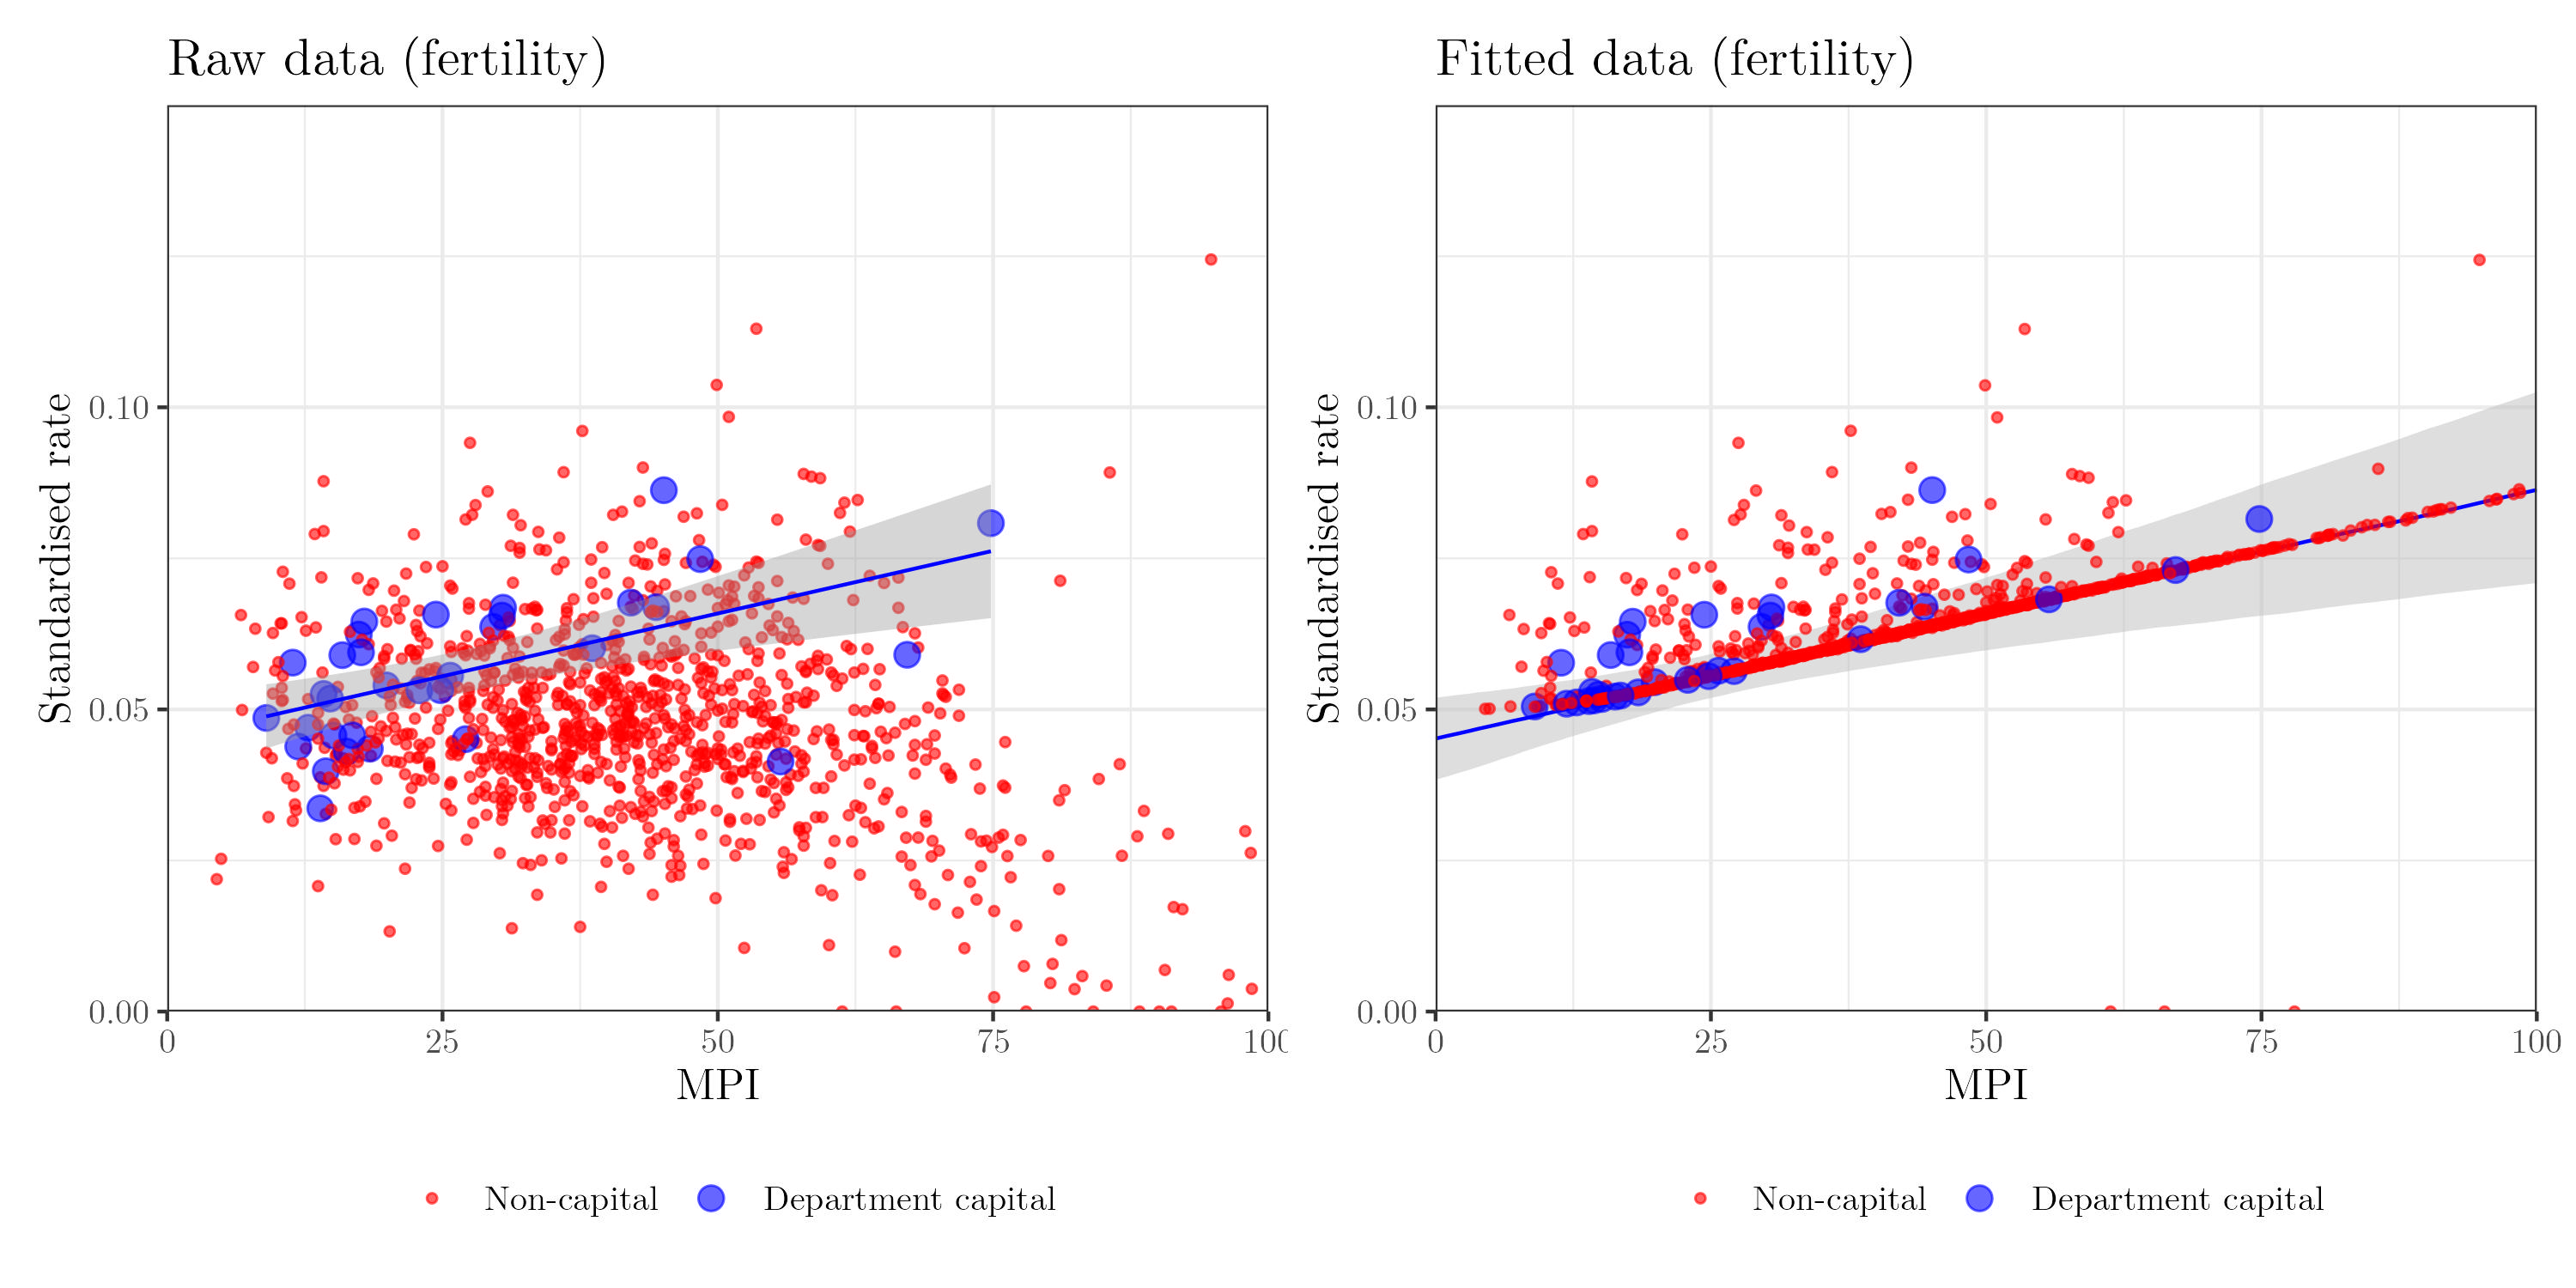 Raw data (fertility)
Standardised rate
0.10
0.05
0.00
0 25 50 75 100
MPI
Non-capital Department capital
Fitted data (fertility)
Standardised rate
0.10
0.05
0.00
0 25 50 75 100
MPI
Non-capital Department capital